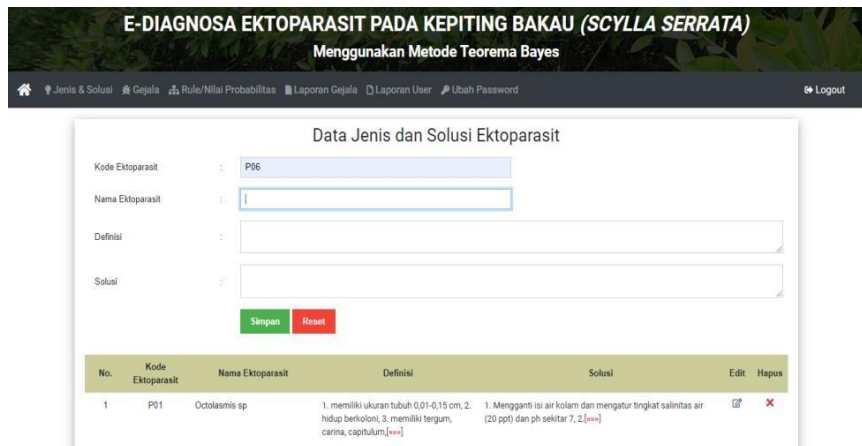 E-DIAGNOSA EKTOPARASIT PADA KEPITING BAKAU (SCYLLA SERRATA)
Menggunakan Metode Teorema Bayes
Jenis & Solusi Gejala Rule/Nilai Probabilitas Laporan Gejala Laporan User Ubah Password Logout
Data Jenis dan Solusi Ektoparasit
Kode Ektoparasit : P06
Nama Ektoparasit :
Definisi :
Solusi :
Simpan Reset
No. Kode Ektoparasit Nama Ektoparasit Definisi Solusi Edit Hapus
1 P01 Octolasmis sp 1. memiliki ukuran tubuh 0,01-0,15 cm, 2. 1. Mengganti isi air kolam dan mengatur tingkat salinitas air
hidup berkoloni, 3. memiliki tergum, (20 ppt) dan ph sekitar 7, 2.[»»»]
carina, capitulum,[»»»]